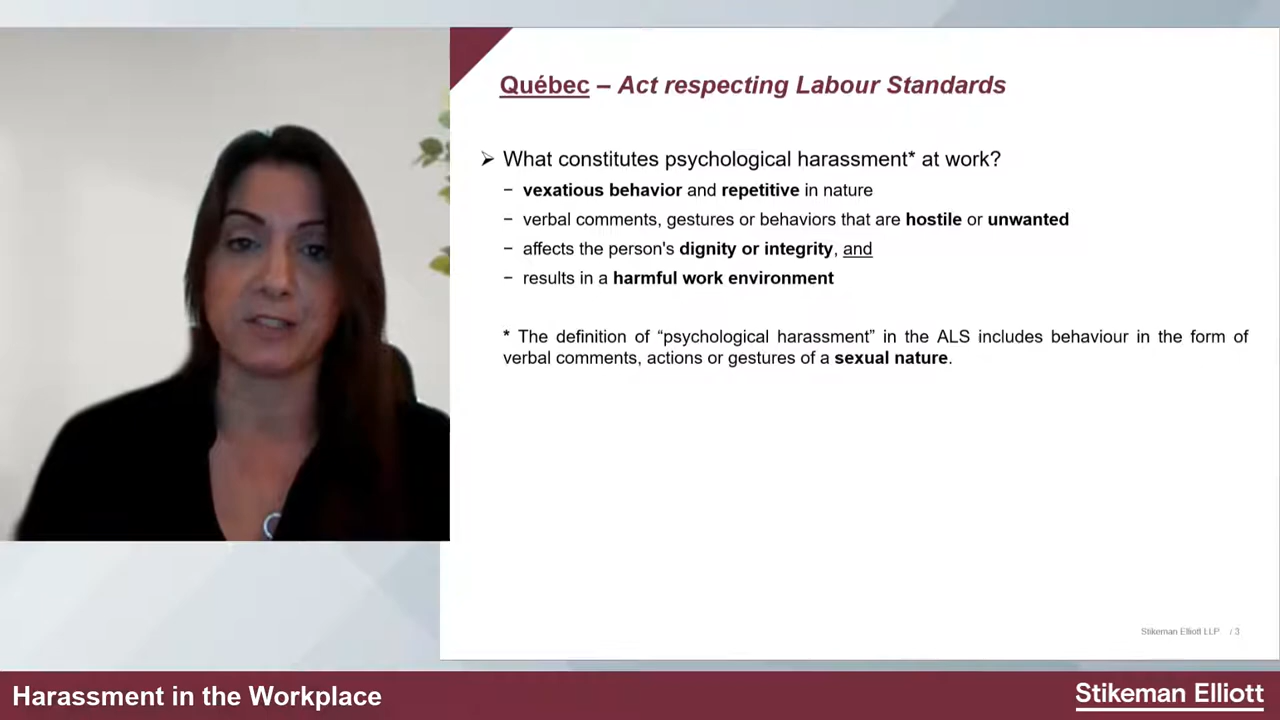 Québec – Act respecting Labour Standards
➢ What constitutes psychological harassment* at work?
− vexatious behavior and repetitive in nature
− verbal comments, gestures or behaviors that are hostile or unwanted
− affects the person's dignity or integrity, and
− results in a harmful work environment
* The definition of “psychological harassment” in the ALS includes behaviour in the form of
verbal comments, actions or gestures of a sexual nature.
Stikeman Elliott LLP / 3
Harassment in the Workplace
Stikeman Elliott